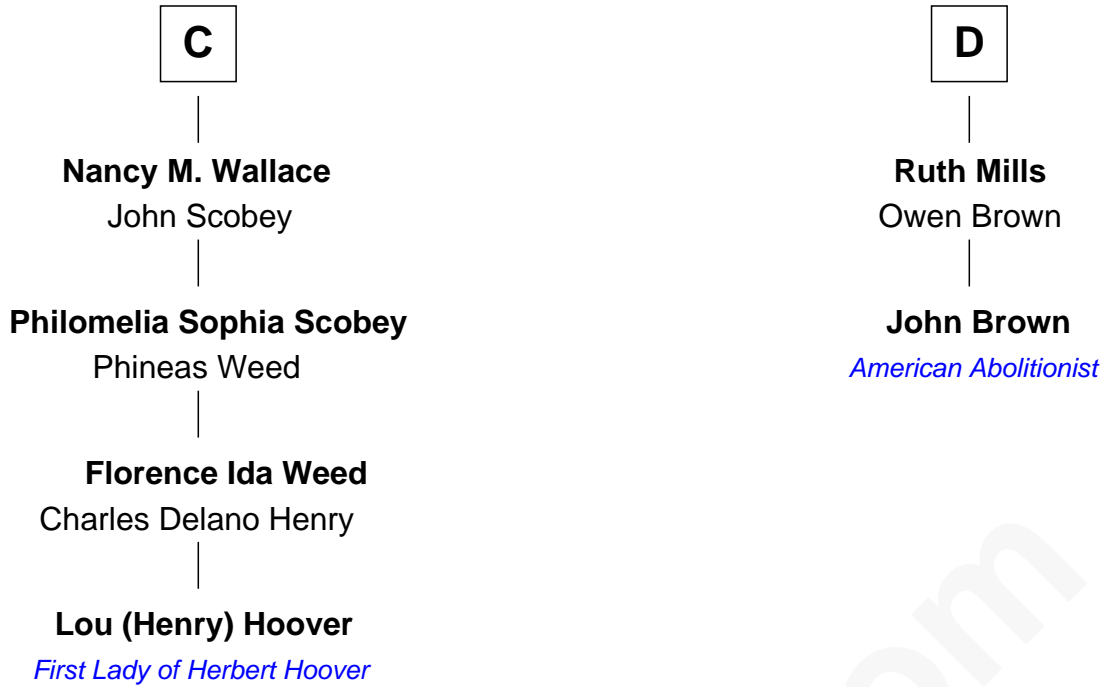 C
Nancy M. Wallace
John Scobey
Philomelia Sophia Scobey
Phineas Weed
Florence Ida Weed
Charles Delano Henry
Lou (Henry) Hoover
First Lady of Herbert Hoover
D
Ruth Mills
Owen Brown
John Brown
American Abolitionist
om